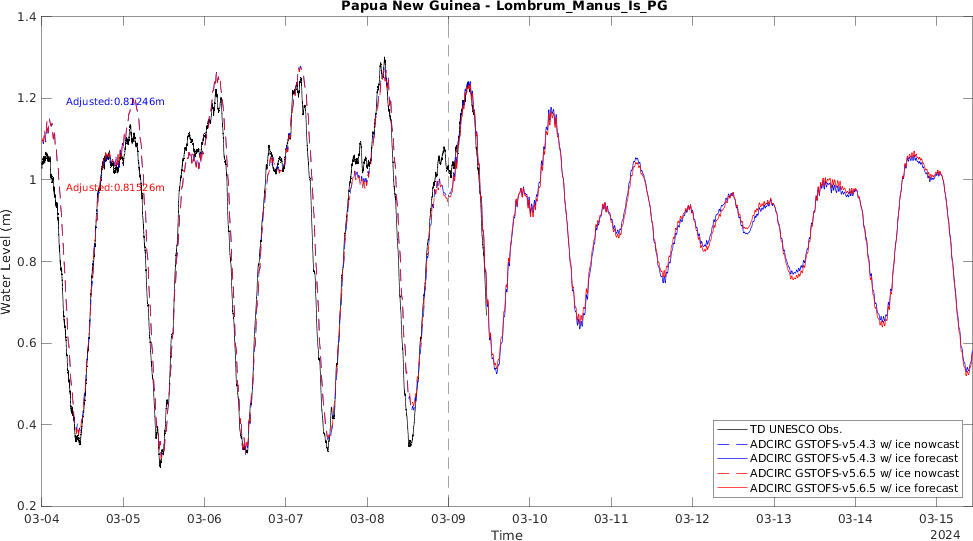 Papua New Guinea - Lombrum_Manus_Is_PG
1.4
1.2
1
0.8
0.6
0.4
0.2
Water Level (m)
Adjusted:0.81246m
Adjusted:0.81526m
TD UNESCO Obs.
ADCIRC GSTOFS-v5.4.3 w/ ice nowcast
ADCIRC GSTOFS-v5.4.3 w/ ice forecast
ADCIRC GSTOFS-v5.6.5 w/ ice nowcast
ADCIRC GSTOFS-v5.6.5 w/ ice forecast
03-04 03-05 03-06 03-07 03-08 03-09 03-10 03-11 03-12 03-13 03-14 03-15
Time
2024